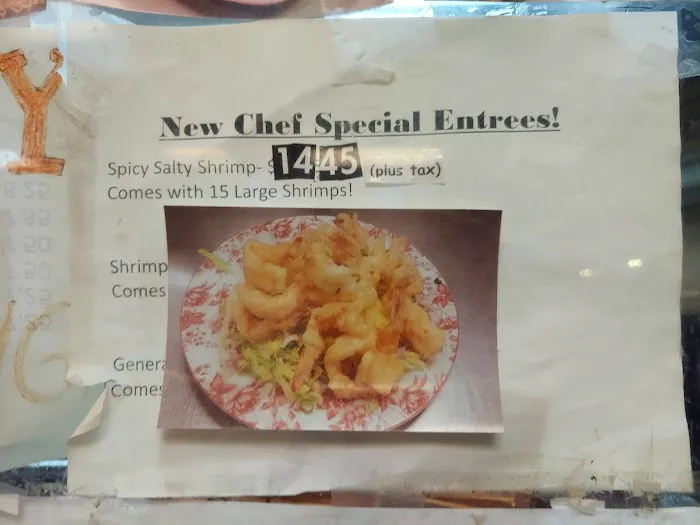 Y
New Chef Special Entrees!
Spicy Salty Shrimp- $14.45 (plus tax)
Comes with 15 Large Shrimps!
Shrimp
Comes
Genera
Comes
G